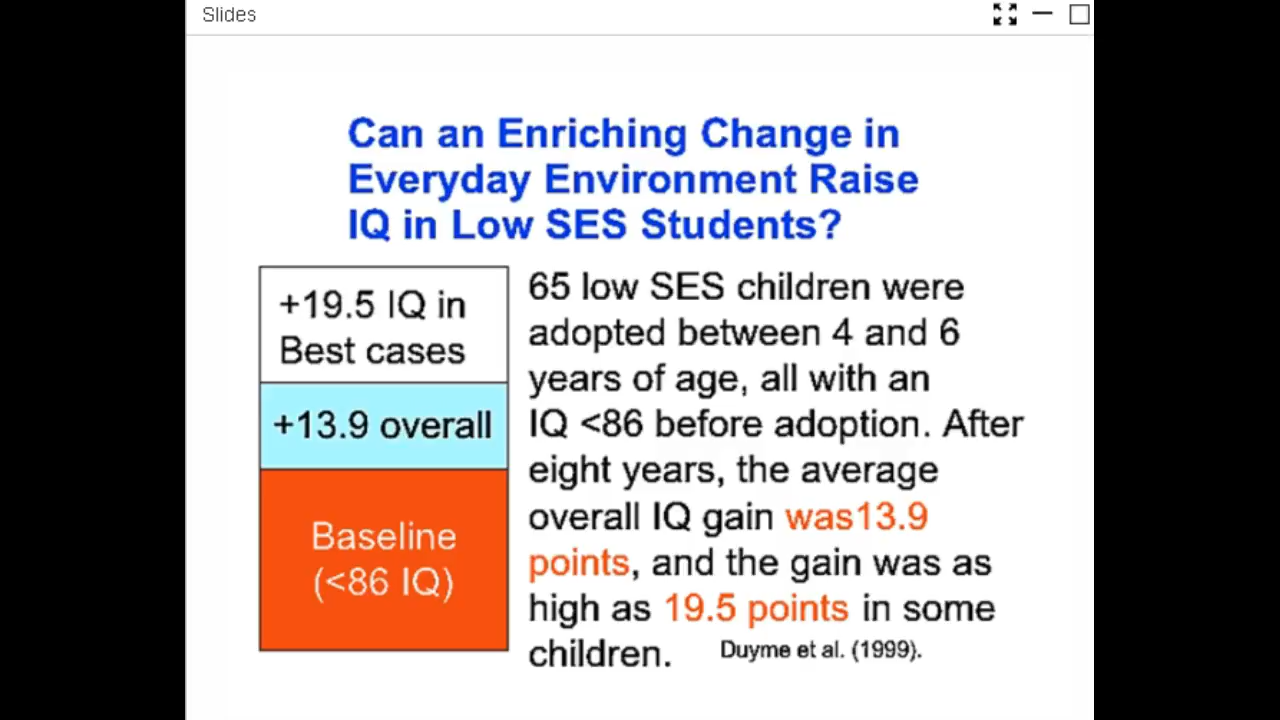 Slides
Can an Enriching Change in
Everyday Environment Raise
IQ in Low SES Students?
+19.5 IQ in
Best cases
+13.9 overall
Baseline
(<86 IQ)
65 low SES children were
adopted between 4 and 6
years of age, all with an
IQ <86 before adoption. After
eight years, the average
overall IQ gain was13.9
points, and the gain was as
high as 19.5 points in some
children.
Duyme et al. (1999).